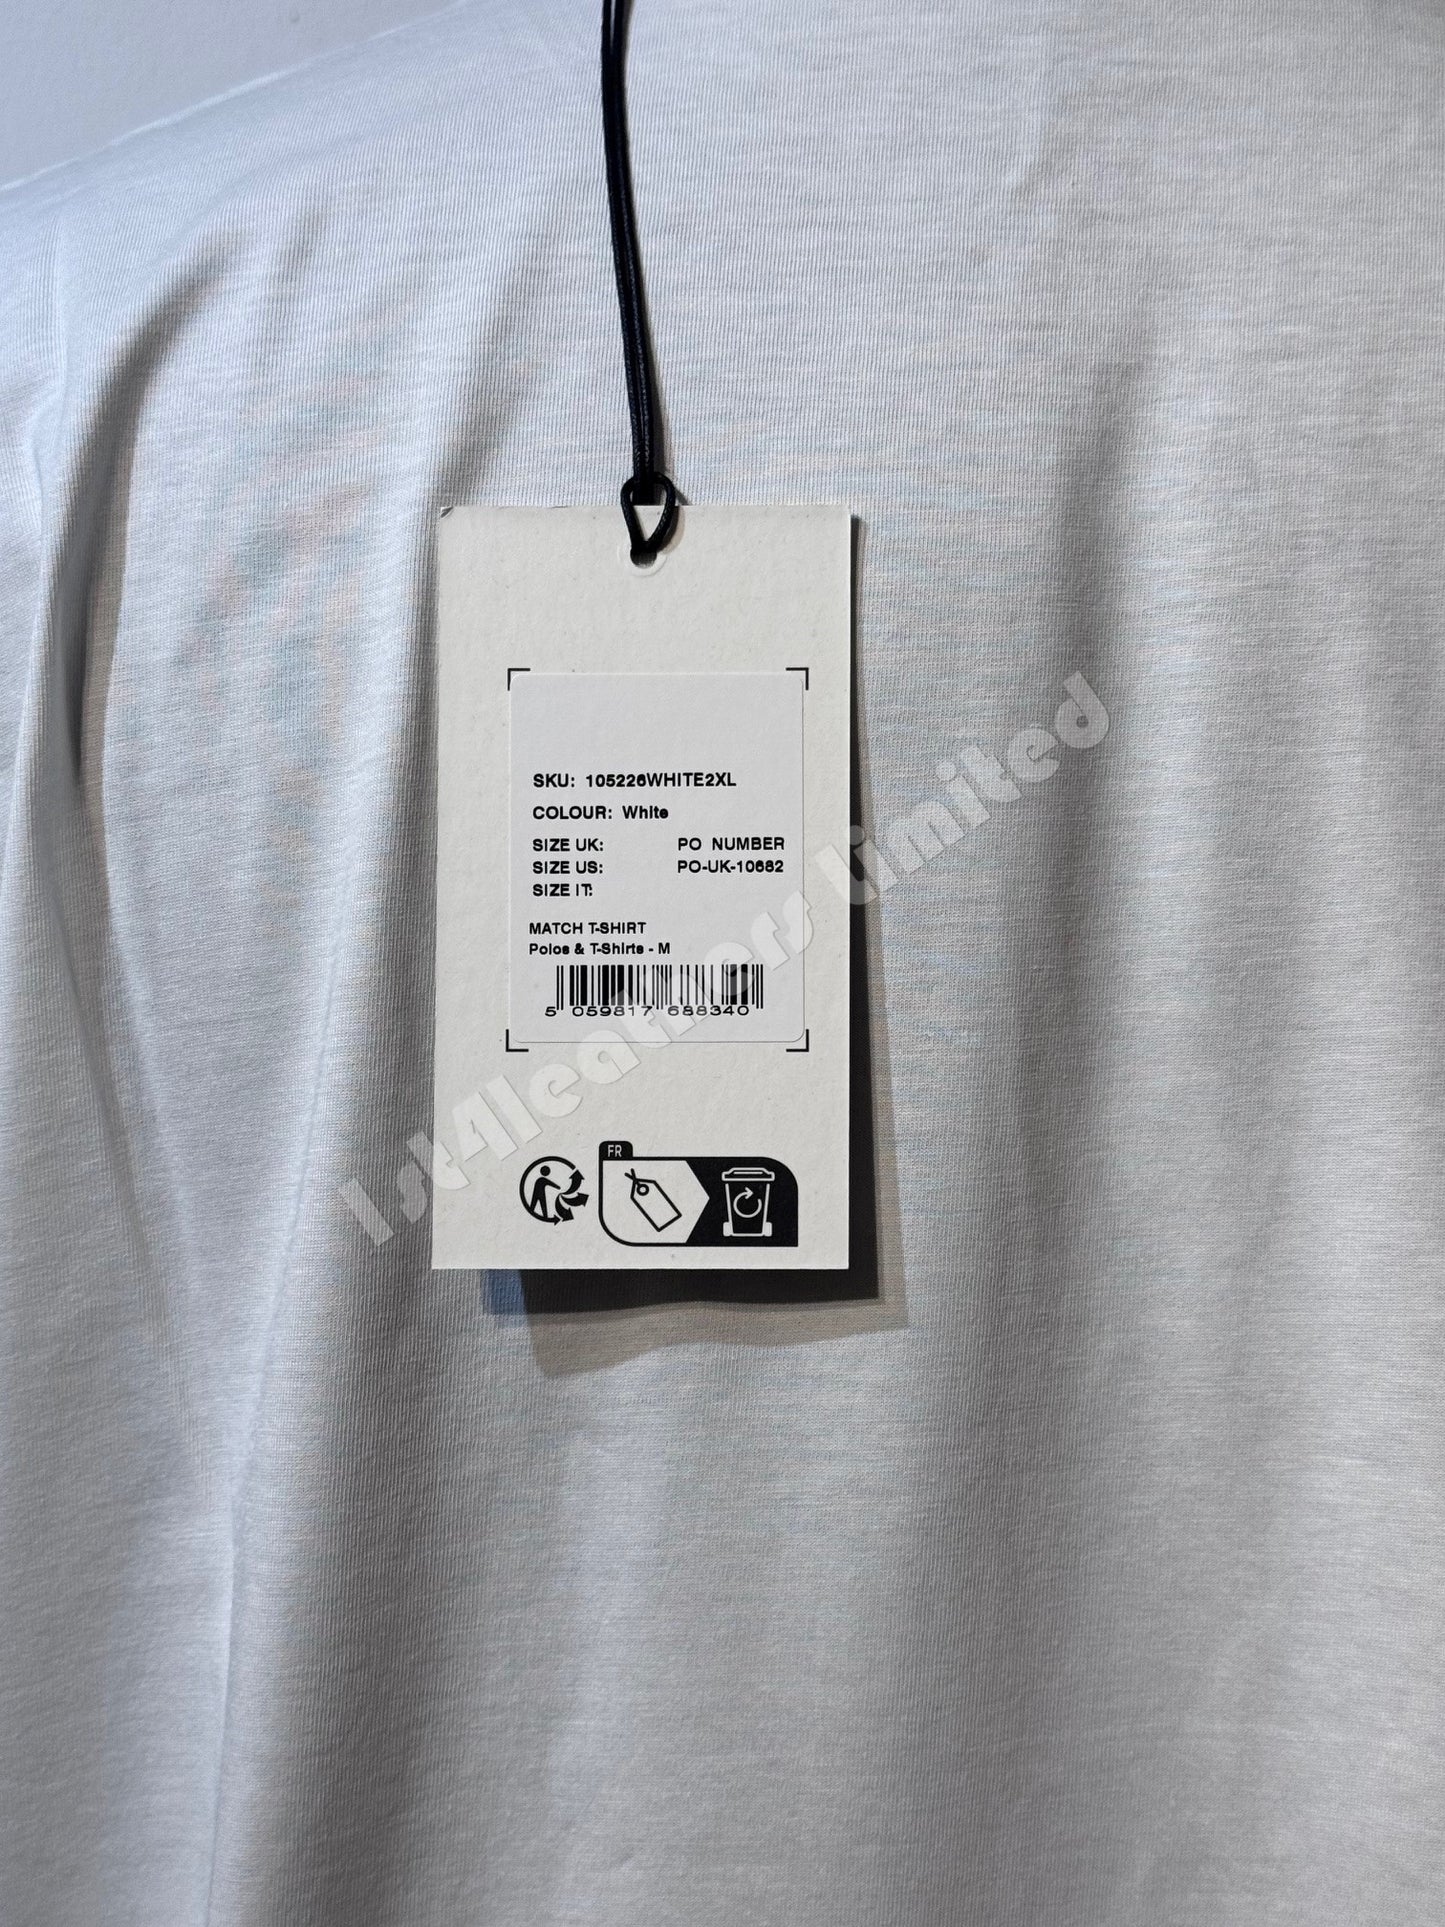 SKU: 105226WHITE2XL
COLOUR: White
SIZE UK:
SIZE US:
SIZE IT:
PO NUMBER
PO-UK-10682
MATCH T-SHIRT
Polos & T-Shirts - M
5 059817 688340
FR
1st4leathers limited